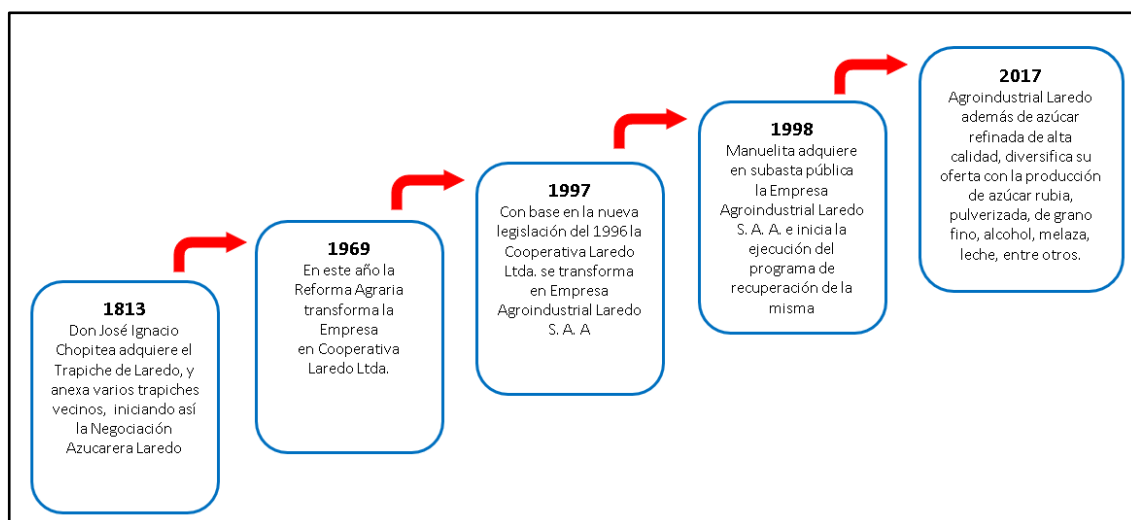 1813
Don José Ignacio
Chopitea adquiere el
Trapiche de Laredo, y
anexa varios trapiches
vecinos, iniciando así
la Negociación
Azucarera Laredo
1969
En este año la
Reforma Agraria
transforma la
Empresa
en Cooperativa
Laredo Ltda.
1997
Con base en la nueva
legislación del 1996 la
Cooperativa Laredo
Ltda. se transforma
en Empresa
Agroindustrial Laredo
S. A. A
1998
Manuelita adquiere
en subasta pública
la Empresa
Agroindustrial Laredo
S. A. A. e inicia la
ejecución del
programa de
recuperación de la
misma
2017
Agroindustrial Laredo
además de azúcar
refinada de alta
calidad, diversifica su
oferta con la producción
de azúcar rubia,
pulverizada, de grano
fino, alcohol, melaza,
leche, entre otros.